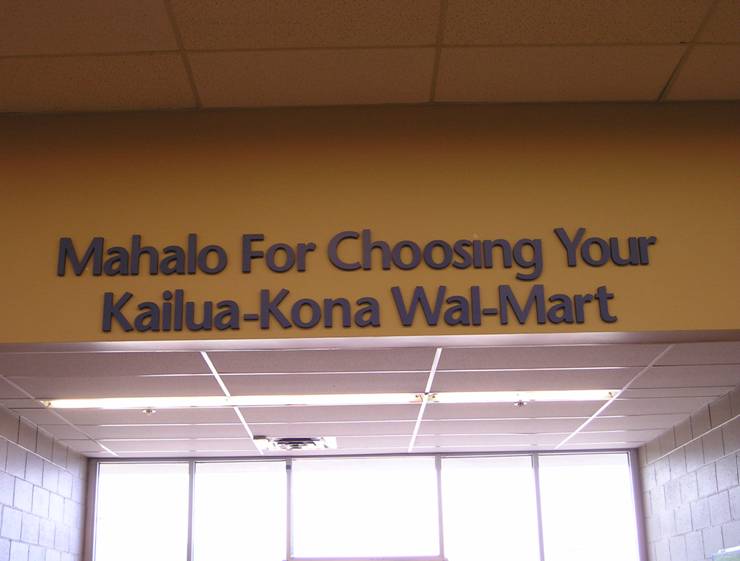 Mahalo For Choosing Your
Kailua-Kona Wal-Mart